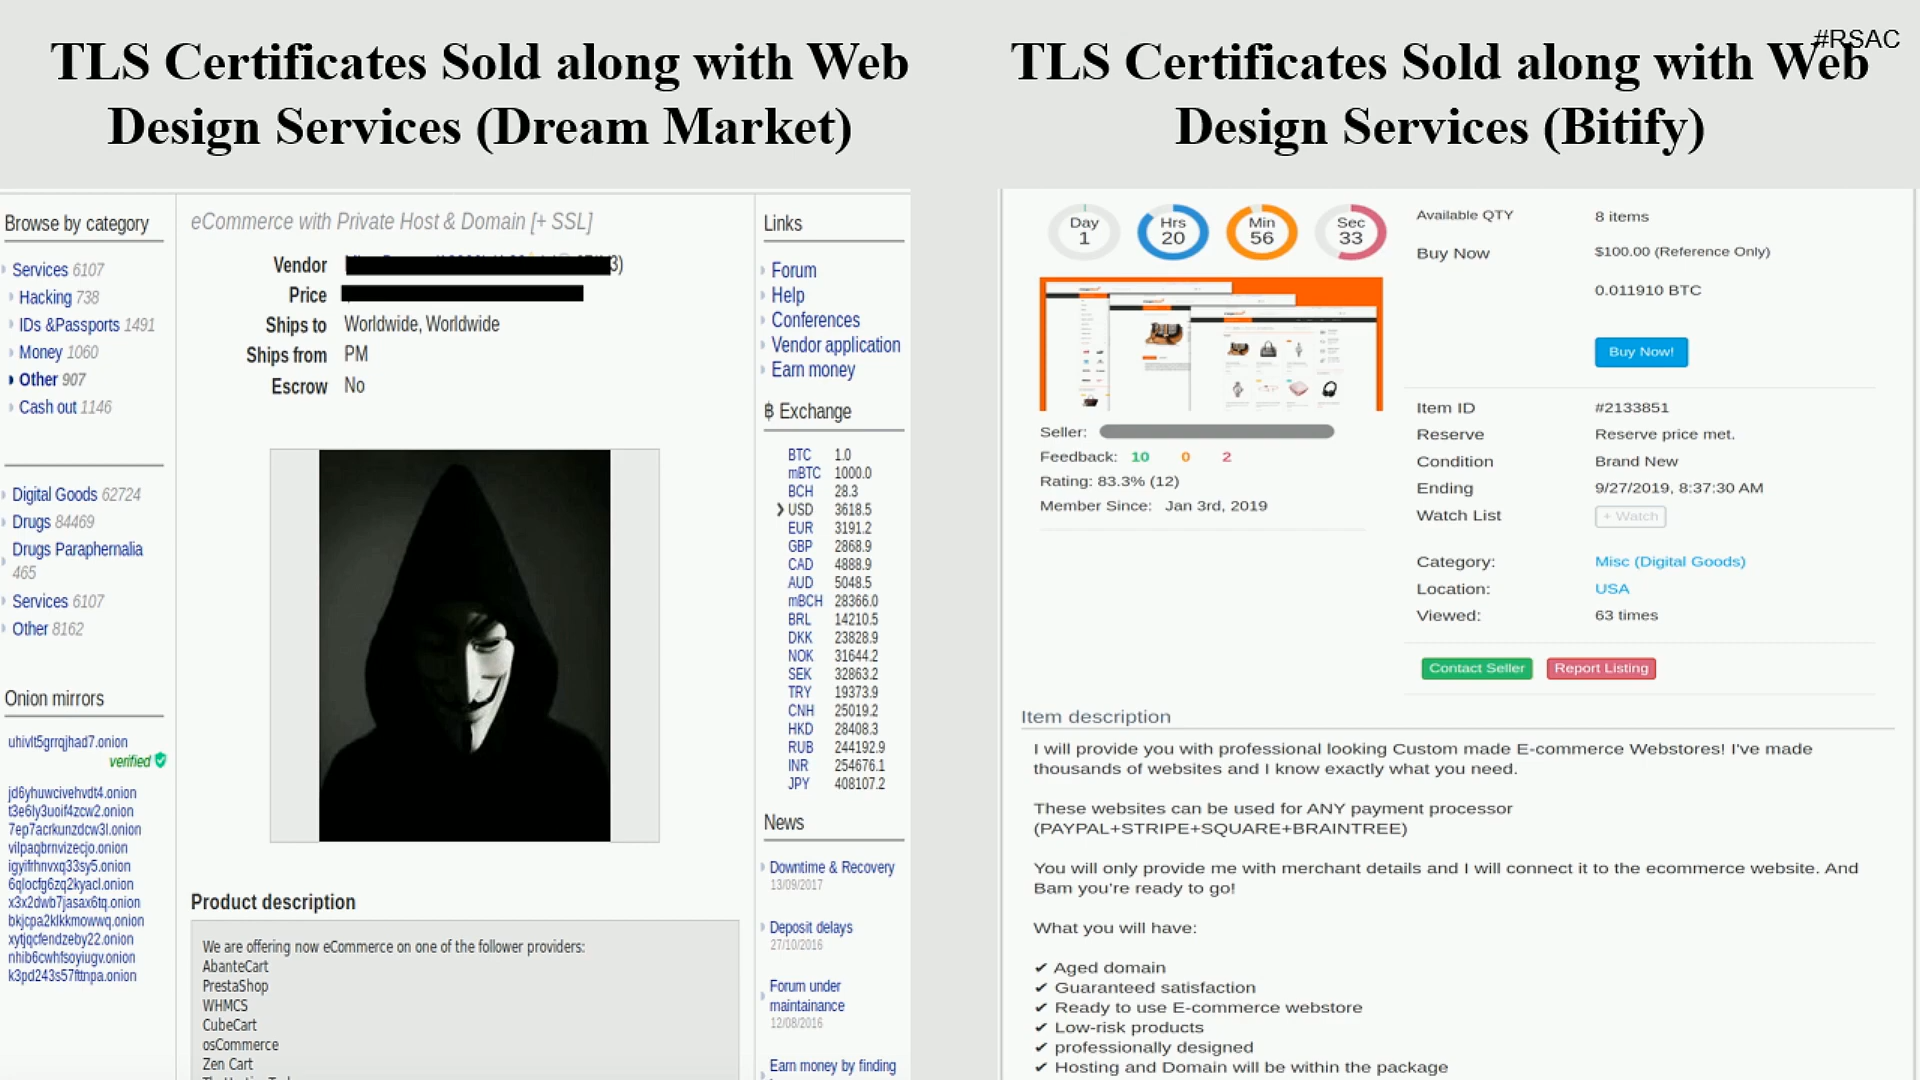 #RSAC
TLS Certificates Sold along with Web
Design Services (Dream Market)
TLS Certificates Sold along with Web
Design Services (Bitify)
Browse by category
Services 6107
Hacking 738
IDs &Passports 1491
Money 1060
Other 907
Cash out 1146
Digital Goods 62724
Drugs 84469
Drugs Paraphernalia
465
Services 6107
Other 8162
Onion mirrors
uhivlt5grrqjhad7.onion
verified
jd6yhuwcivehvdt4.onion
t3e6ly3uoif4zcw2.onion
7ep7acrkunzdcw3l.onion
vilpaqbrnvizecjo.onion
igyifrhnvxq33sy5.onion
6qlocfg6zq2kyacl.onion
x3x2dwb7jasax6tq.onion
bkjcpa2klkkmowwq.onion
xytjqcfendzeby22.onion
nhib6cwhfsoyiugv.onion
k3pd243s57fttnpa.onion
eCommerce with Private Host & Domain [+ SSL]
Vendor
Price
Ships to Worldwide, Worldwide
Ships from PM
Escrow No
Product description
We are offering now eCommerce on one of the follower providers:
AbanteCart
PrestaShop
WHMCS
CubeCart
osCommerce
Zen Cart
Links
Forum
Help
Conferences
Vendor application
Earn money
฿ Exchange
BTC 1.0
mBTC 1000.0
BCH 28.3
USD 3618.5
EUR 3191.2
GBP 2868.9
CAD 4888.9
AUD 5048.5
mBCH 28366.0
BRL 14210.5
DKK 23828.9
NOK 31644.2
SEK 32863.2
TRY 19373.9
CNH 25019.2
HKD 28408.3
RUB 244192.9
INR 254676.1
JPY 408107.2
News
Downtime & Recovery
13/09/2017
Deposit delays
27/10/2016
Forum under
maintainance
12/08/2016
Earn money by finding
Day
1
Hrs
20
Min
56
Sec
33
Seller:
Feedback: 10 0 2
Rating: 83.3% (12)
Member Since: Jan 3rd, 2019
Available QTY 8 items
Buy Now $100.00 (Reference Only)
0.011910 BTC
Buy Now!
Item ID #2133851
Reserve Reserve price met.
Condition Brand New
Ending 9/27/2019, 8:37:30 AM
Watch List + Watch
Category: Misc (Digital Goods)
Location: USA
Viewed: 63 times
Contact Seller Report Listing
Item description
I will provide you with professional looking Custom made E-commerce Webstores! I've made
thousands of websites and I know exactly what you need.
These websites can be used for ANY payment processor
(PAYPAL+STRIPE+SQUARE+BRAINTREE)
You will only provide me with merchant details and I will connect it to the ecommerce website. And
Bam you're ready to go!
What you will have:
✔ Aged domain
✔ Guaranteed satisfaction
✔ Ready to use E-commerce webstore
✔ Low-risk products
✔ professionally designed
✔ Hosting and Domain will be within the package